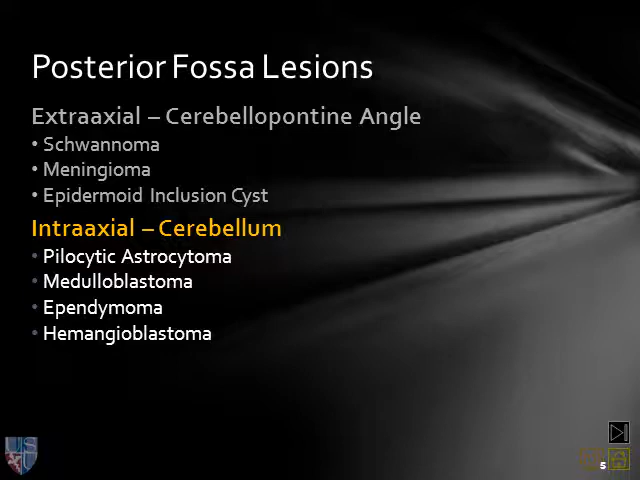 Posterior Fossa Lesions
Extraaxial – Cerebellopontine Angle
• Schwannoma
• Meningioma
• Epidermoid Inclusion Cyst
Intraaxial – Cerebellum
• Pilocytic Astrocytoma
• Medulloblastoma
• Ependymoma
• Hemangioblastoma
5